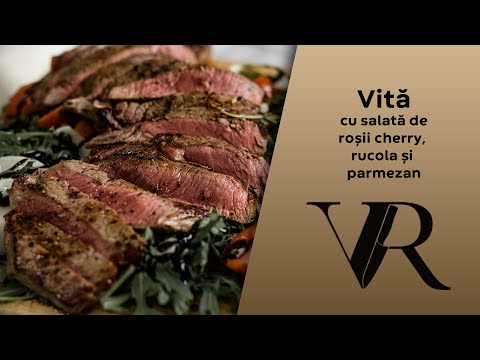 Vită
cu salată de
roșii cherry,
rucola și
parmezan
VR